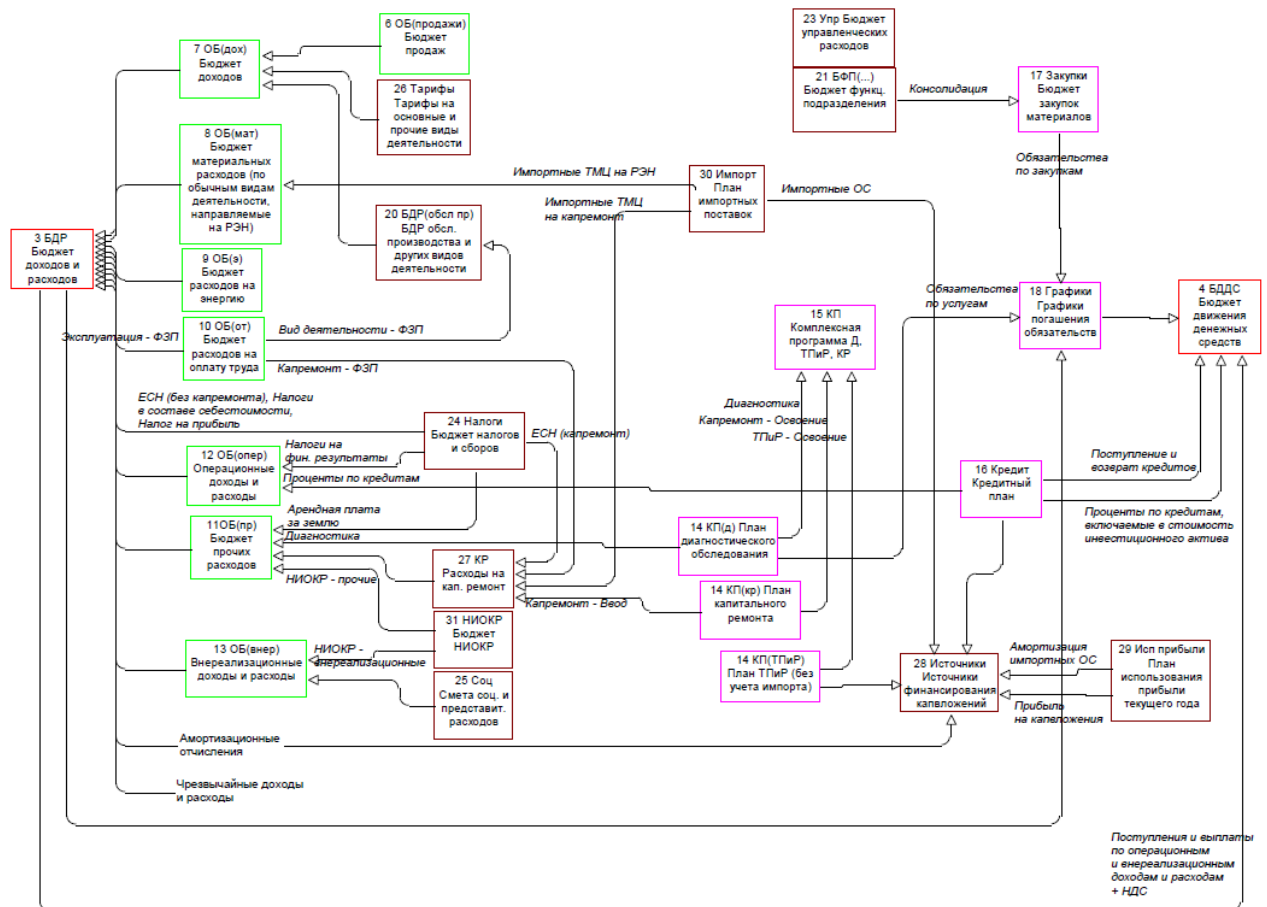 6 ОБ(продажи)
Бюджет
продаж
23 Упр Бюджет
управленческих
расходов
7 ОБ(дох)
Бюджет
доходов
26 Тарифы
Тарифы на
основные и
прочие виды
деятельности
21 БФП(...)
Бюджет функц.
подразделения
Консолидация
17 Закупки
Бюджет
закупок
материалов
8 ОБ(мат)
Бюджет
материальных
расходов (по
обычным видам
деятельности,
направляемые
на РЭН)
Обязательства
по закупкам
Импортные ТМЦ на РЭН
30 Импорт
План
импортных
поставок
Импортные ОС
Импортные ТМЦ
на капремонт
20 БДР(обсл пр)
БДР обсл.
производства и
других видов
деятельности
3 БДР
Бюджет
доходов и
расходов
9 ОБ(э)
Бюджет
расходов на
энергию
Обязательства
по услугам
18 Графики
Графики
погашения
обязательств
4 БДДС
Бюджет
движения
денежных
средств
Эксплуатация - ФЗП
10 ОБ(от)
Бюджет
расходов на
оплату труда
Вид деятельности - ФЗП
Капремонт - ФЗП
15 КП
Комплексная
программа Д,
ТПиР, КР
ЕСН (без капремонта), Налоги
в составе себестоимости,
Налог на прибыль
Диагностика
Капремонт - Освоение
ТПиР - Освоение
24 Налоги
Бюджет налогов
и сборов
ЕСН (капремонт)
12 ОБ(опер)
Операционные
доходы и
расходы
Налоги на
фин. результаты
Проценты по кредитам
16 Кредит
Кредитный
план
Поступление и
возврат кредитов
Проценты по кредитам,
включаемые в стоимость
инвестиционного актива
11ОБ(пр)
Бюджет
прочих
расходов
Арендная плата
за землю
Диагностика
14 КП(д) План
диагностического
обследования
27 КР
Расходы на
кап. ремонт
НИОКР - прочие
Капремонт - Ввод
14 КП(кр) План
капитального
ремонта
31 НИОКР
Бюджет
НИОКР
13 ОБ(внер)
Внереализационные
доходы и расходы
НИОКР -
внереализационные
25 Соц
Смета соц. и
представит.
расходов
14 КП(ТПиР)
План ТПиР (без
учета импорта)
28 Источники
Источники
финансирования
капвложений
Амортизация
импортных ОС
Прибыль
на капвложения
29 Исп прибыли
План
использования
прибыли
текущего года
Амортизационные
отчисления
Чрезвычайные доходы
и расходы
Поступления и выплаты
по операционным
и внереализационным
доходам и расходам
+ НДС